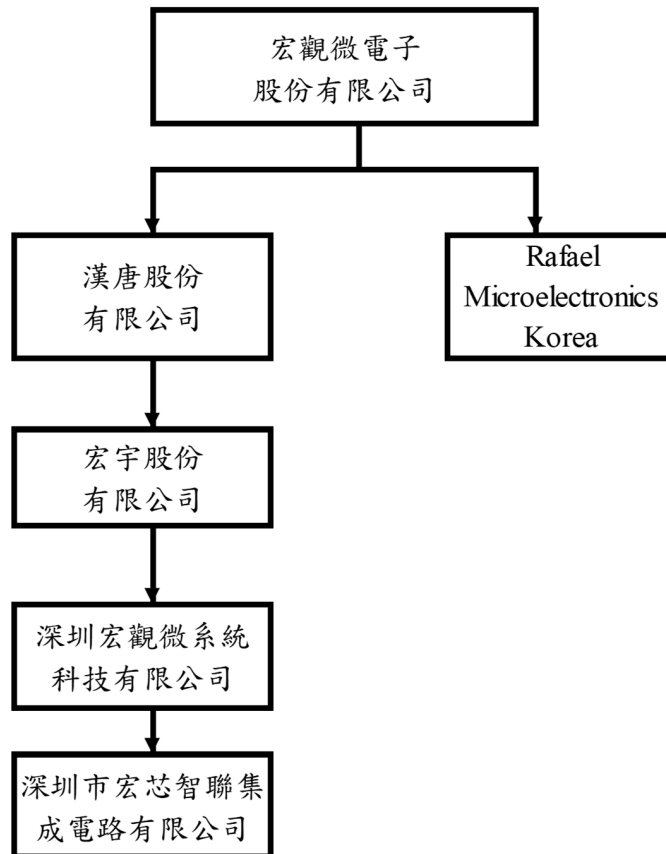 宏觀微電子
股份有限公司
漢唐股份
有限公司
Rafael
Microelectronics
Korea
宏宇股份
有限公司
深圳宏觀微系統
科技有限公司
深圳市宏芯智聯集
成電路有限公司